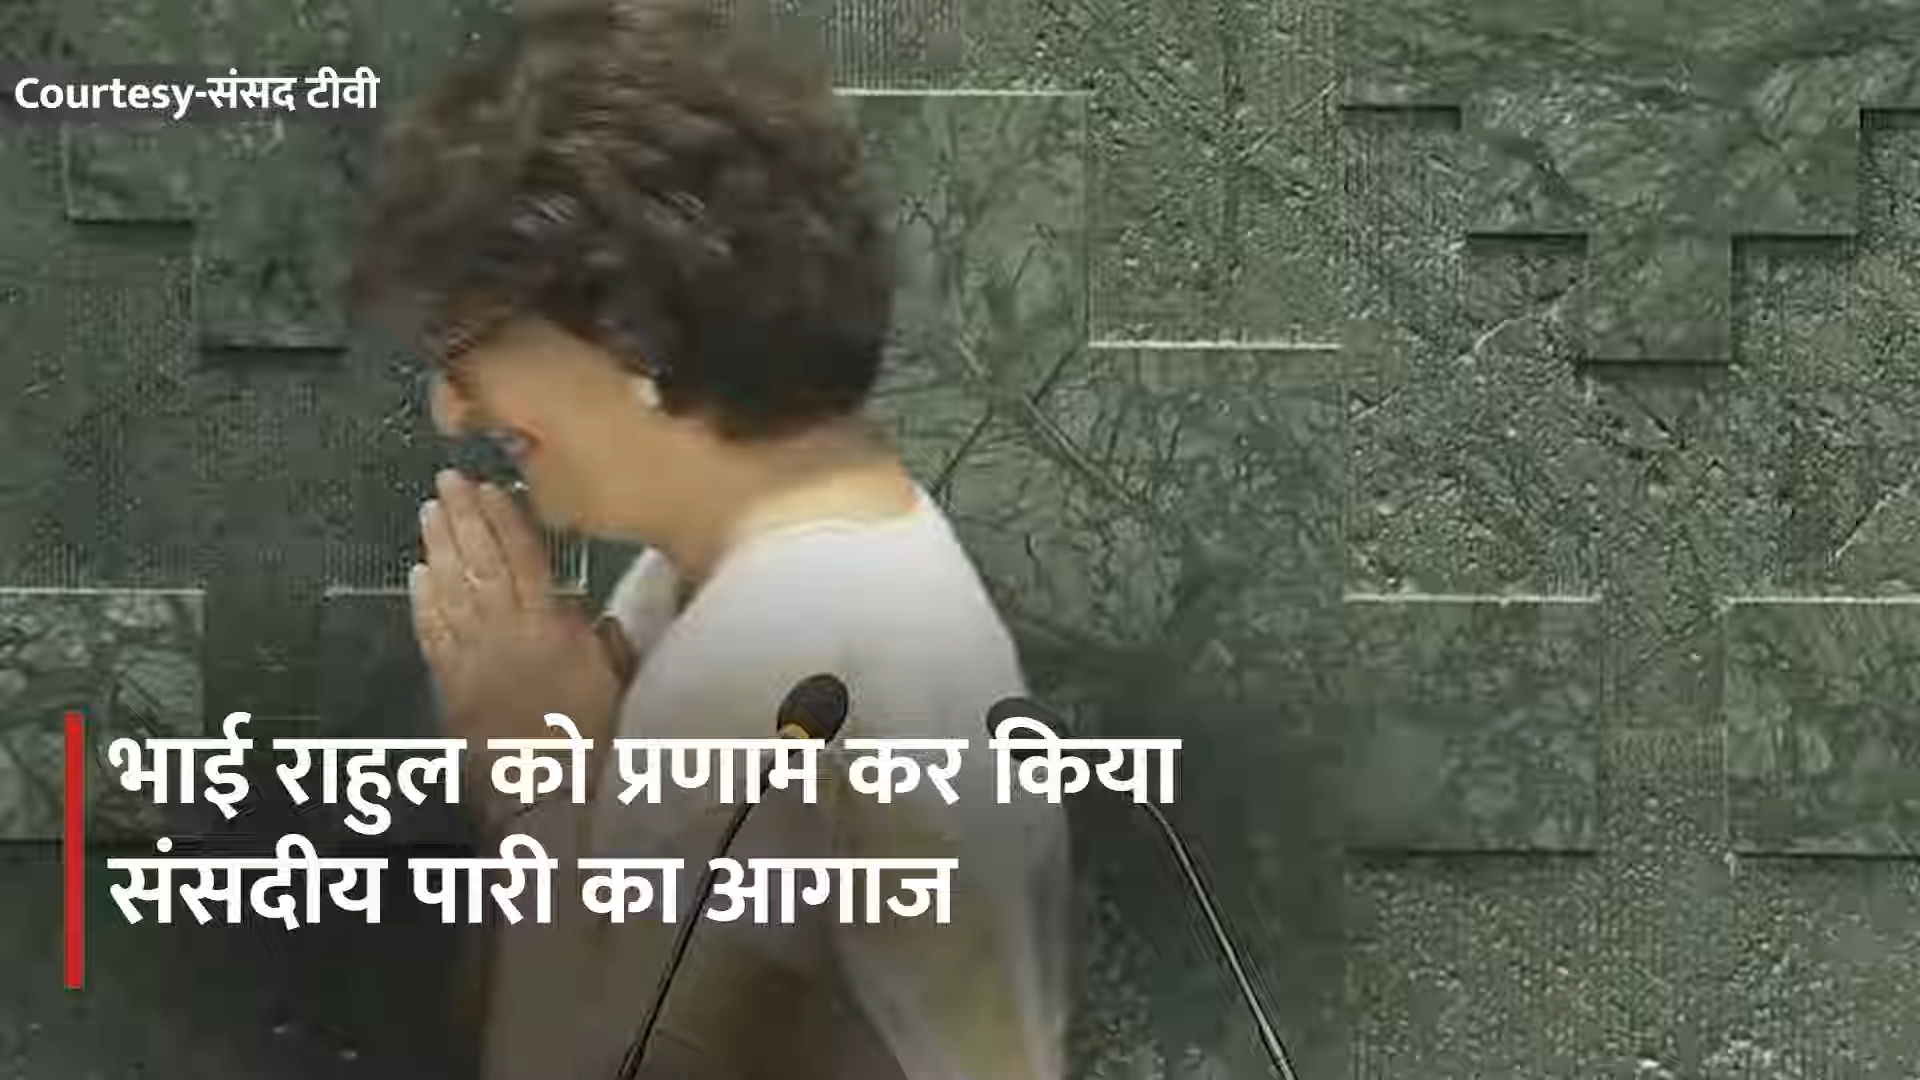 Courtesy-संसद टीवी
भाई राहुल को प्रणाम कर किया
संसदीय पारी का आगाज